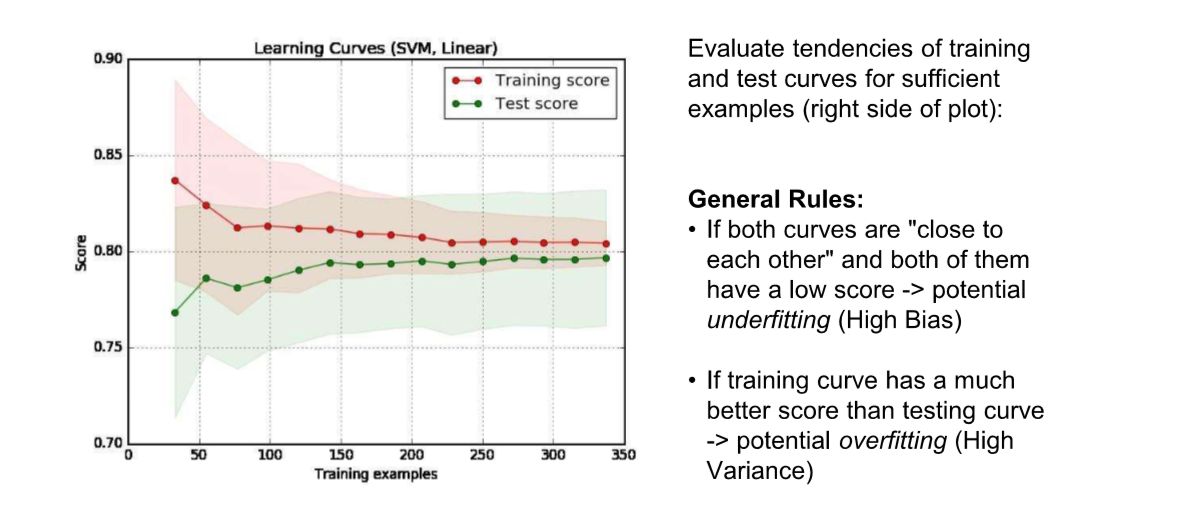 Learning Curves (SVM, Linear)
0.90
0.85
0.80
0.75
0.70
Score
0
50
100
150
200
250
300
350
Training examples
Training score
Test score
Evaluate tendencies of training
and test curves for sufficient
examples (right side of plot):
General Rules:
• If both curves are "close to
each other" and both of them
have a low score -> potential
underfitting (High Bias)
• If training curve has a much
better score than testing curve
-> potential overfitting (High
Variance)